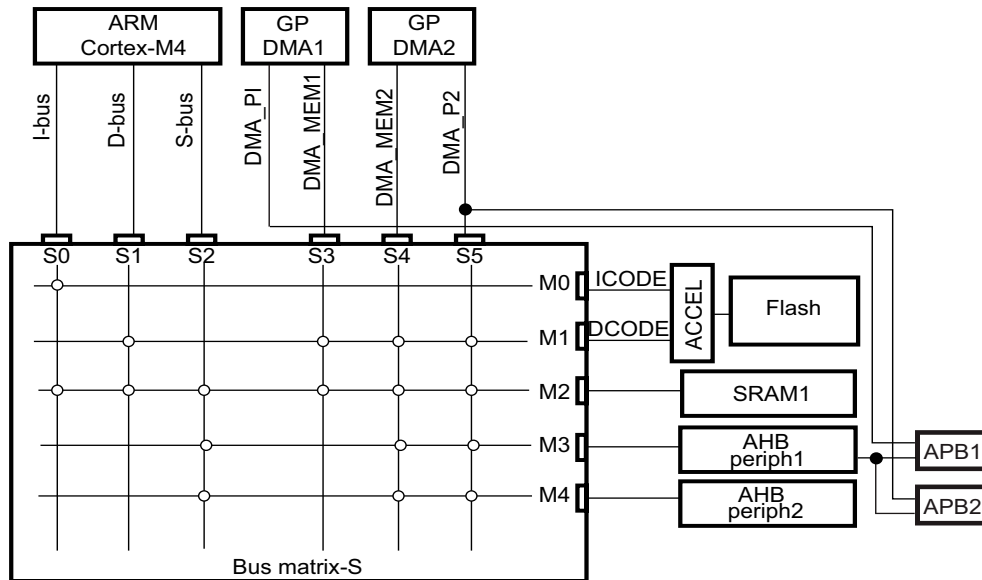 ARM
Cortex-M4
GP
DMA1
GP
DMA2
I-bus
D-bus
S-bus
DMA_PI
DMA_MEM1
DMA_MEM2
DMA_P2
S0
S1
S2
S3
S4
S5
M0
ICODE
ACCEL
Flash
M1
DCODE
M2
SRAM1
M3
AHB
periph1
APB1
M4
AHB
periph2
APB2
Bus matrix-S